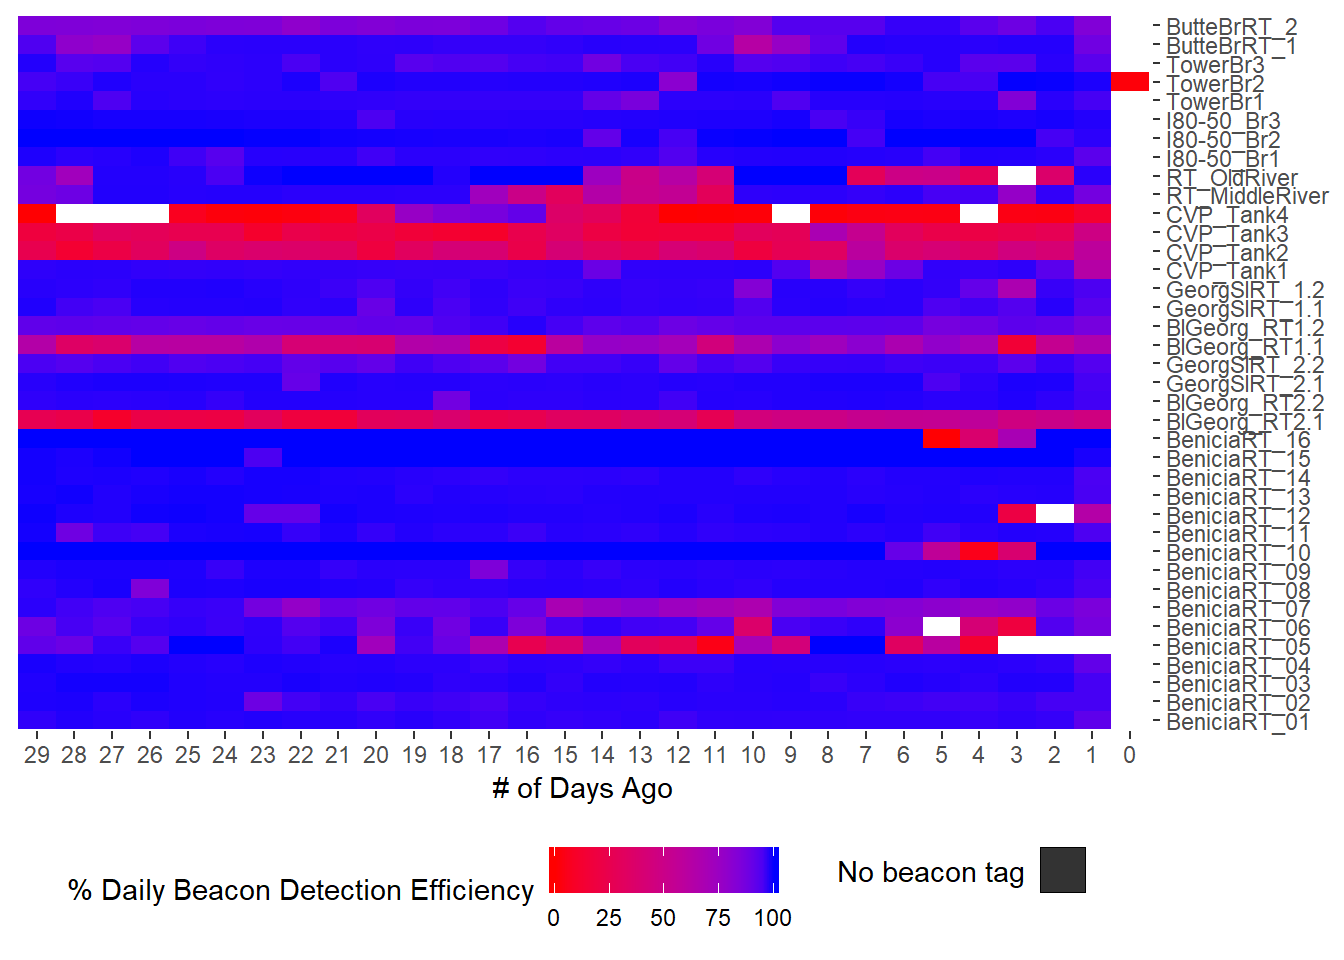 ButteBrRT_2
ButteBrRT_1
TowerBr3
TowerBr2
TowerBr1
I80-50_Br3
I80-50_Br2
I80-50_Br1
RT_OldRiver
RT_MiddleRiver
CVP_Tank4
CVP_Tank3
CVP_Tank2
CVP_Tank1
GeorgSlRT_1.2
GeorgSlRT_1.1
BlGeorg_RT1.2
BlGeorg_RT1.1
GeorgSlRT_2.2
GeorgSlRT_2.1
BlGeorg_RT2.2
BlGeorg_RT2.1
BeniciaRT_16
BeniciaRT_15
BeniciaRT_14
BeniciaRT_13
BeniciaRT_12
BeniciaRT_11
BeniciaRT_10
BeniciaRT_09
BeniciaRT_08
BeniciaRT_07
BeniciaRT_06
BeniciaRT_05
BeniciaRT_04
BeniciaRT_03
BeniciaRT_02
BeniciaRT_01
29 28 27 26 25 24 23 22 21 20 19 18 17 16 15 14 13 12 11 10 9 8 7 6 5 4 3 2 1 0
# of Days Ago
% Daily Beacon Detection Efficiency
0 25 50 75 100
No beacon tag